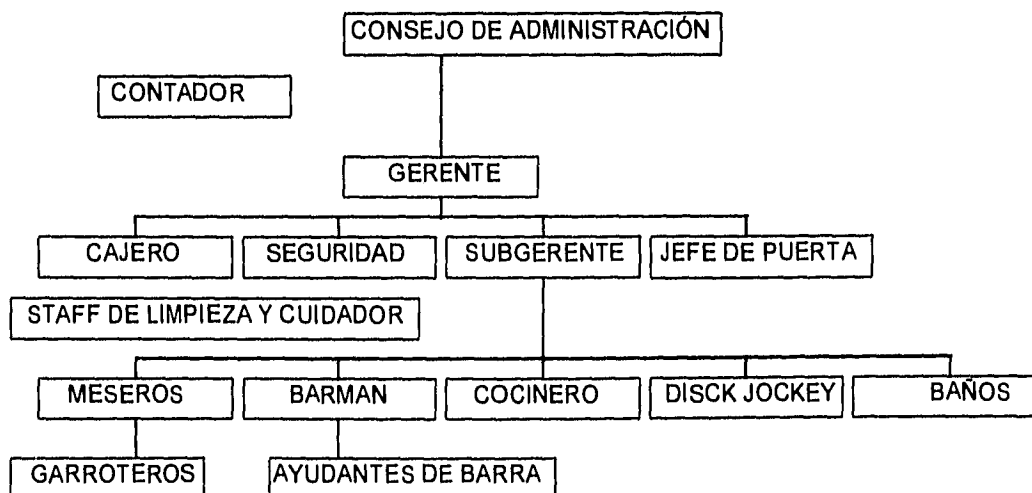 CONSEJO DE ADMINISTRACIÓN
CONTADOR
GERENTE
CAJERO
SEGURIDAD
SUBGERENTE
JEFE DE PUERTA
STAFF DE LIMPIEZA Y CUIDADOR
MESEROS
BARMAN
COCINERO
DISCK JOCKEY
BAÑOS
GARROTEROS
AYUDANTES DE BARRA